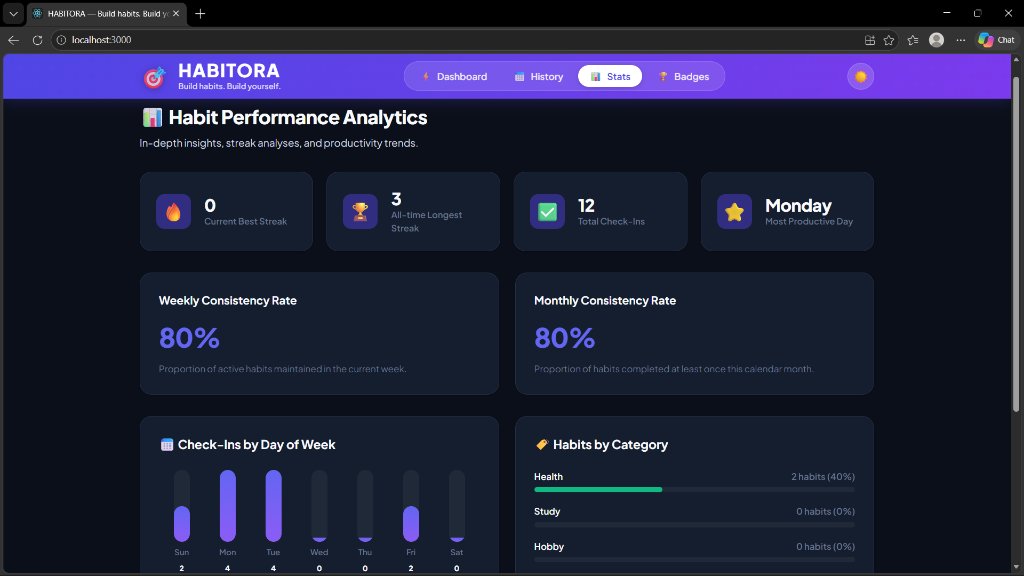 HABITORA — Build habits. Build y
localhost:3000
Chat
HABITORA
Build habits. Build yourself.
Dashboard
History
Stats
Badges
Habit Performance Analytics
In-depth insights, streak analyses, and productivity trends.
0
Current Best Streak
3
All-time Longest
Streak
12
Total Check-Ins
Monday
Most Productive Day
Weekly Consistency Rate
80%
Proportion of active habits maintained in the current week.
Monthly Consistency Rate
80%
Proportion of habits completed at least once this calendar month.
Check-Ins by Day of Week
Sun Mon Tue Wed Thu Fri Sat
2 4 4 0 0 2 0
Habits by Category
Health 2 habits (40%)
Study 0 habits (0%)
Hobby 0 habits (0%)